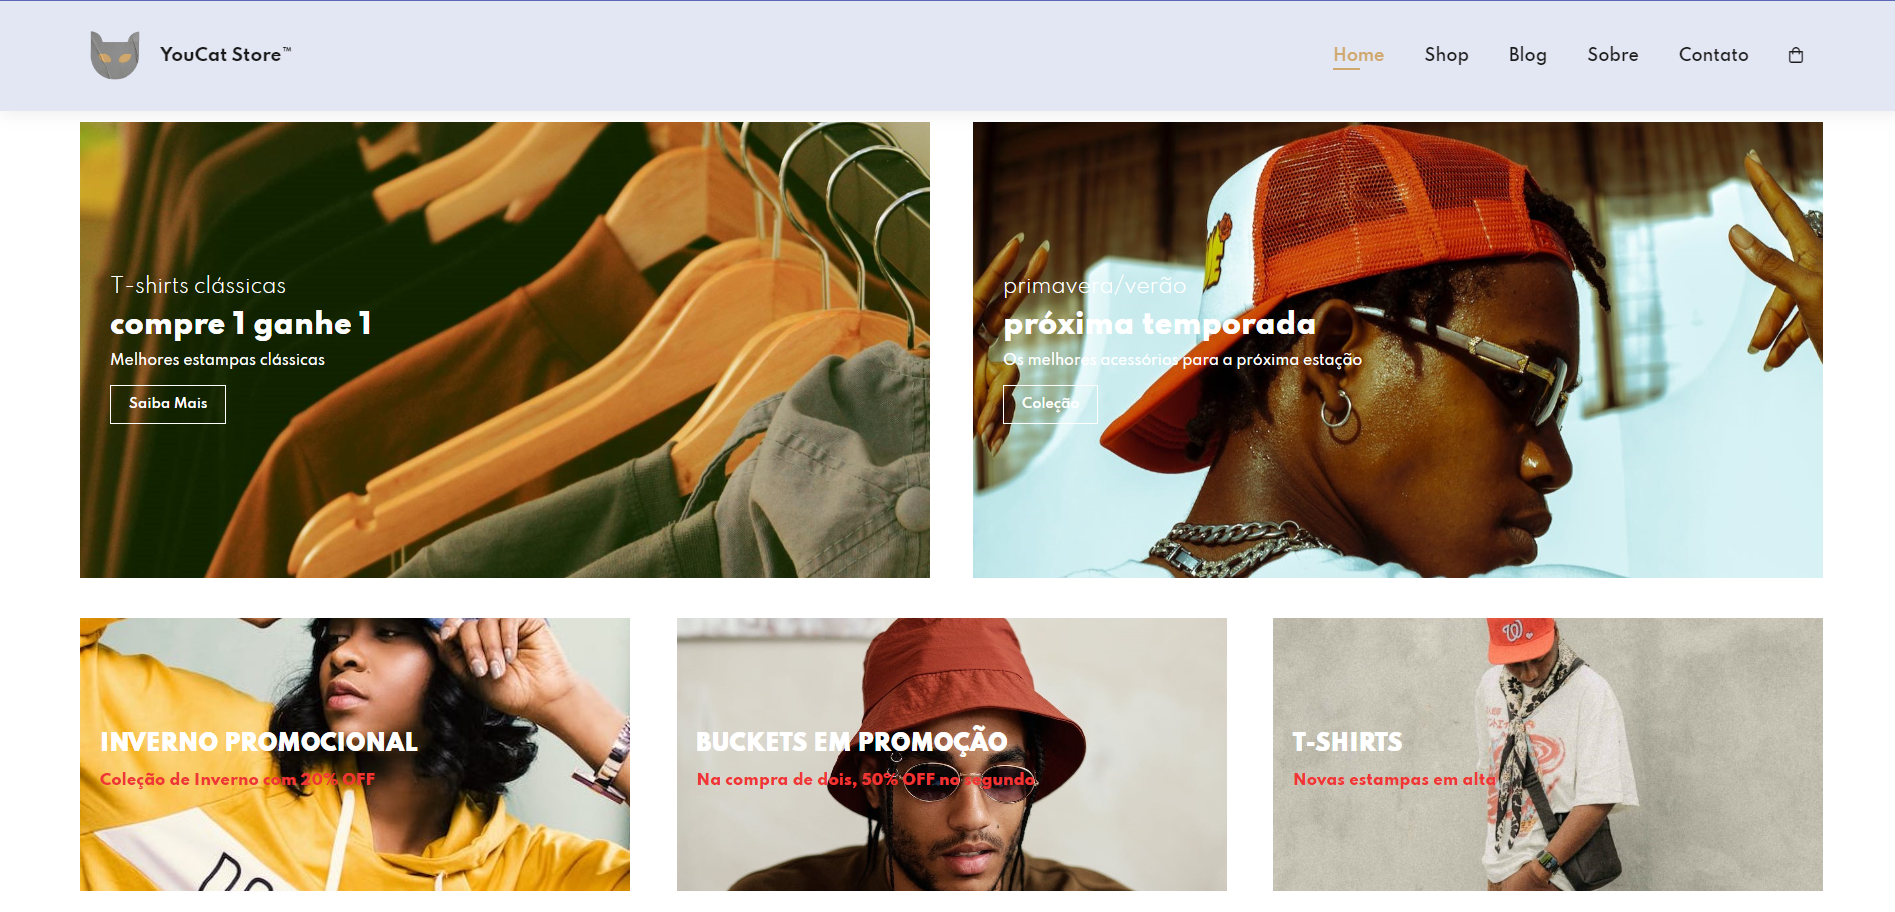 YouCat Store™
Home Shop Blog Sobre Contato
T-shirts clássicas
compre 1 ganhe 1
Melhores estampas clássicas
Saiba Mais
primavera/verão
próxima temporada
Os melhores acessórios para a próxima estação
Coleção
INVERNO PROMOCIONAL
Coleção de Inverno com 20% OFF
BUCKETS EM PROMOÇÃO
Na compra de dois, 50% OFF no segundo.
T-SHIRTS
Novas estampas em alta
W